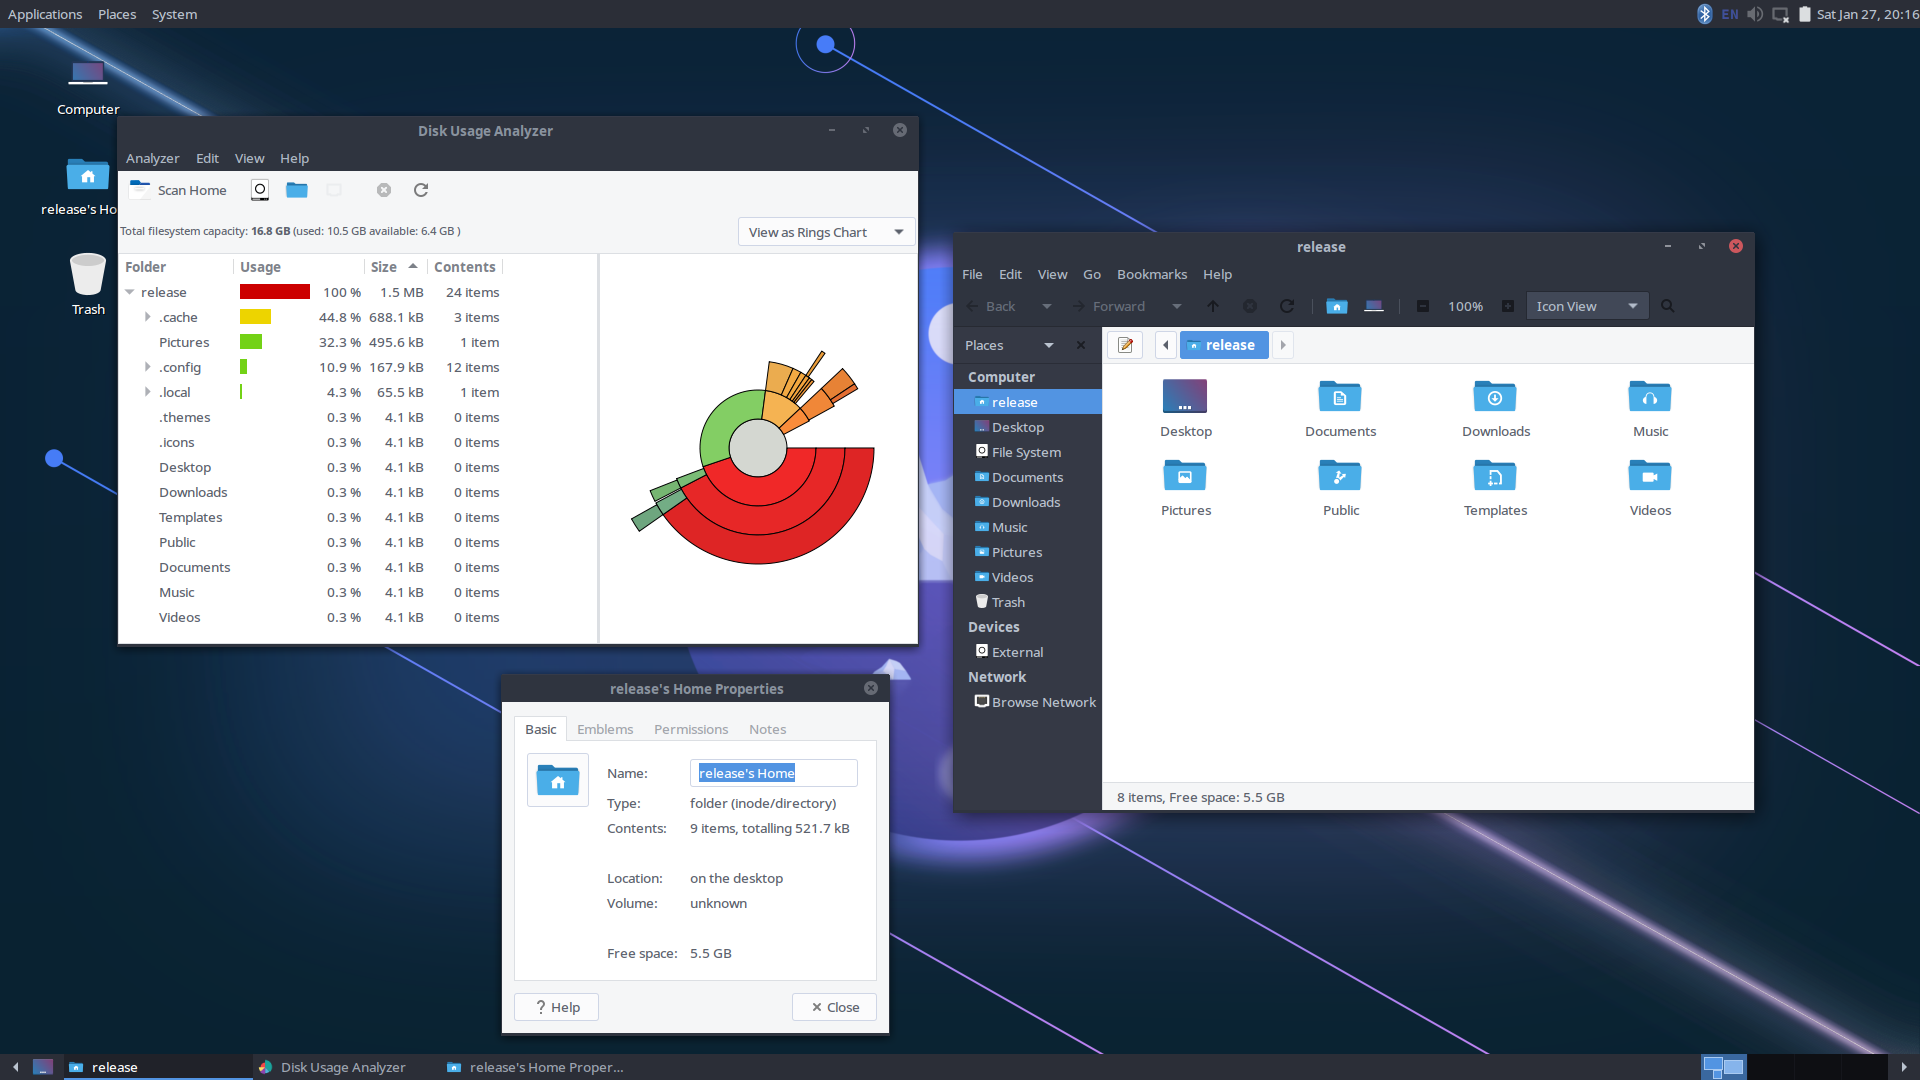 Applications Places System
EN Sat Jan 27, 20:16
Computer
release's Ho
Trash
Disk Usage Analyzer
Analyzer Edit View Help
Scan Home
Total filesystem capacity: 16.8 GB (used: 10.5 GB available: 6.4 GB )
View as Rings Chart
Folder Usage Size Contents
release 100 % 1.5 MB 24 items
.cache 44.8 % 688.1 kB 3 items
Pictures 32.3 % 495.6 kB 1 item
.config 10.9 % 167.9 kB 12 items
.local 4.3 % 65.5 kB 1 item
.themes 0.3 % 4.1 kB 0 items
.icons 0.3 % 4.1 kB 0 items
Desktop 0.3 % 4.1 kB 0 items
Downloads 0.3 % 4.1 kB 0 items
Templates 0.3 % 4.1 kB 0 items
Public 0.3 % 4.1 kB 0 items
Documents 0.3 % 4.1 kB 0 items
Music 0.3 % 4.1 kB 0 items
Videos 0.3 % 4.1 kB 0 items
release
File Edit View Go Bookmarks Help
Back Forward 100% Icon View
Places
release
Computer
release
Desktop
File System
Documents
Downloads
Music
Pictures
Videos
Trash
Devices
External
Network
Browse Network
Desktop Documents Downloads Music
Pictures Public Templates Videos
8 items, Free space: 5.5 GB
release's Home Properties
Basic Emblems Permissions Notes
Name: release's Home
Type: folder (inode/directory)
Contents: 9 items, totalling 521.7 kB
Location: on the desktop
Volume: unknown
Free space: 5.5 GB
? Help
Close
release
Disk Usage Analyzer
release's Home Proper...